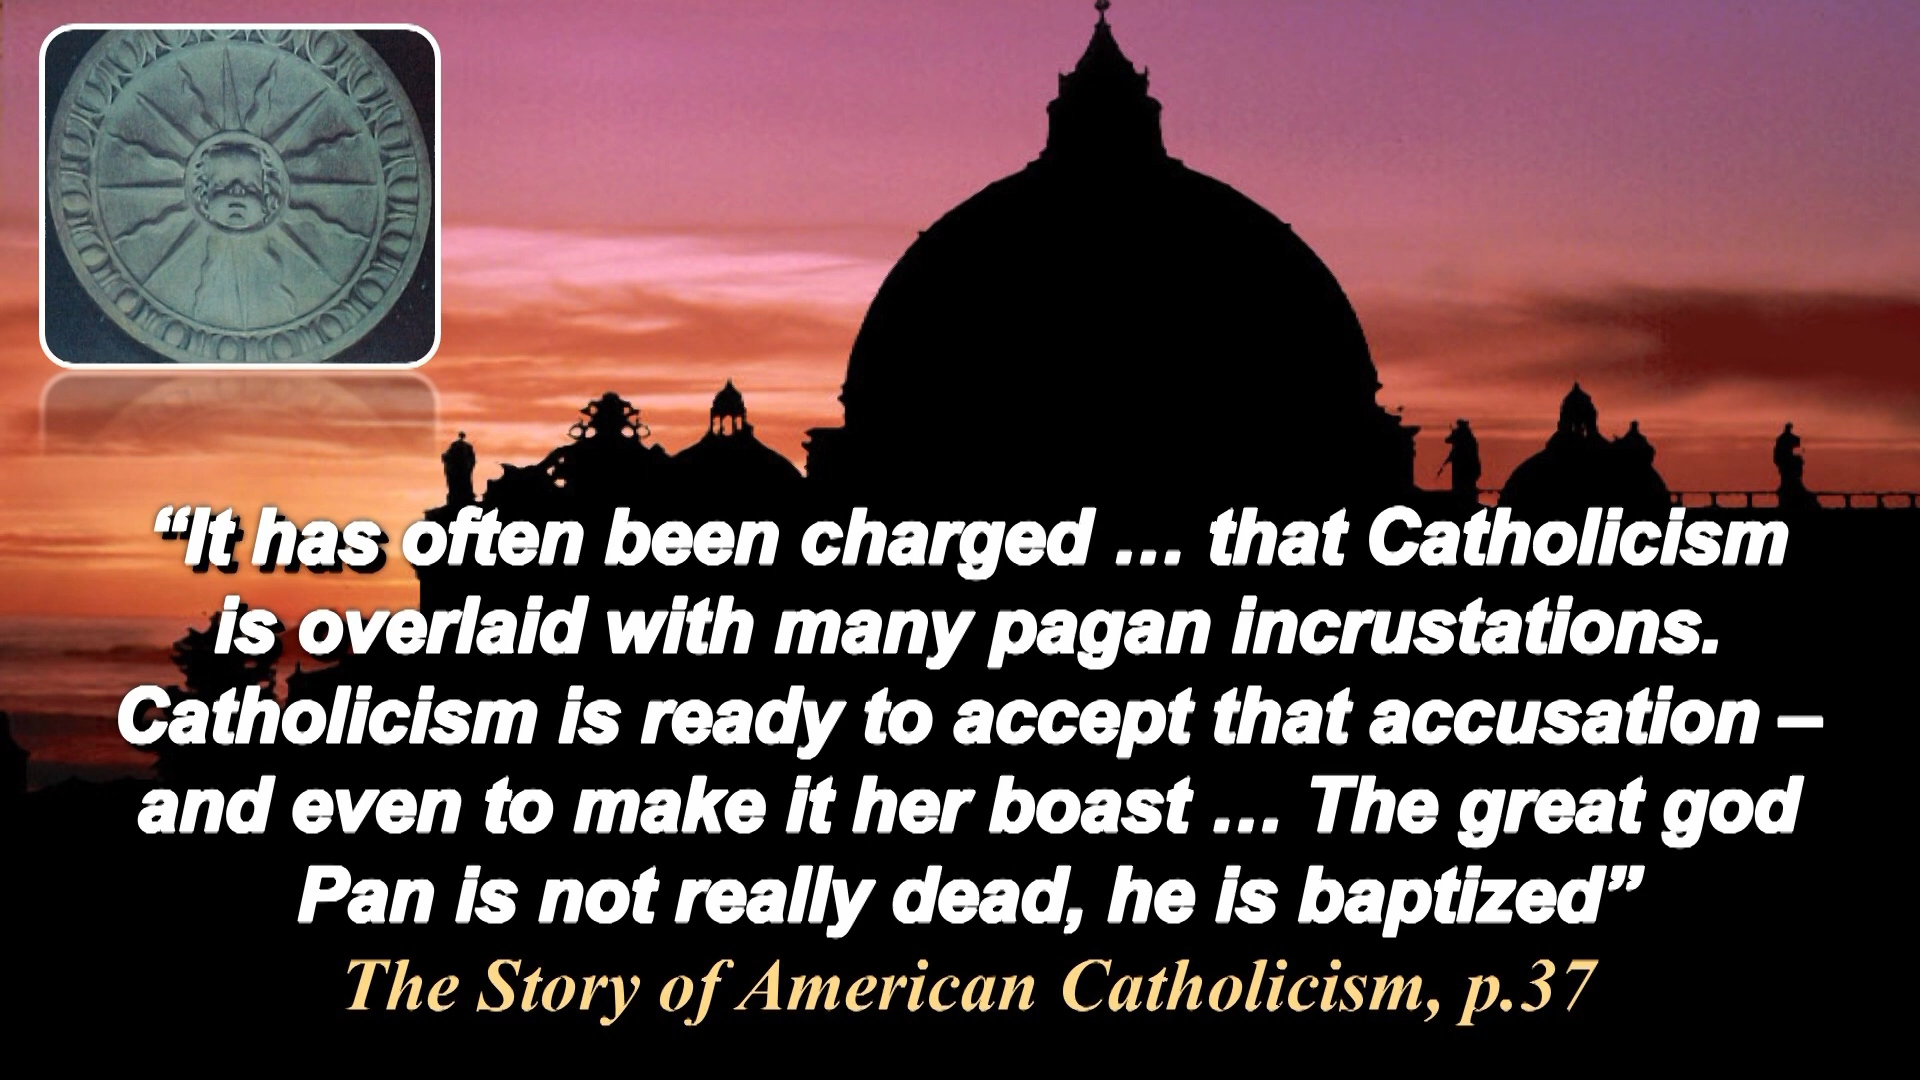 “It has often been charged … that Catholicism
is overlaid with many pagan incrustations.
Catholicism is ready to accept that accusation –
and even to make it her boast … The great god
Pan is not really dead, he is baptized”
The Story of American Catholicism, p.37